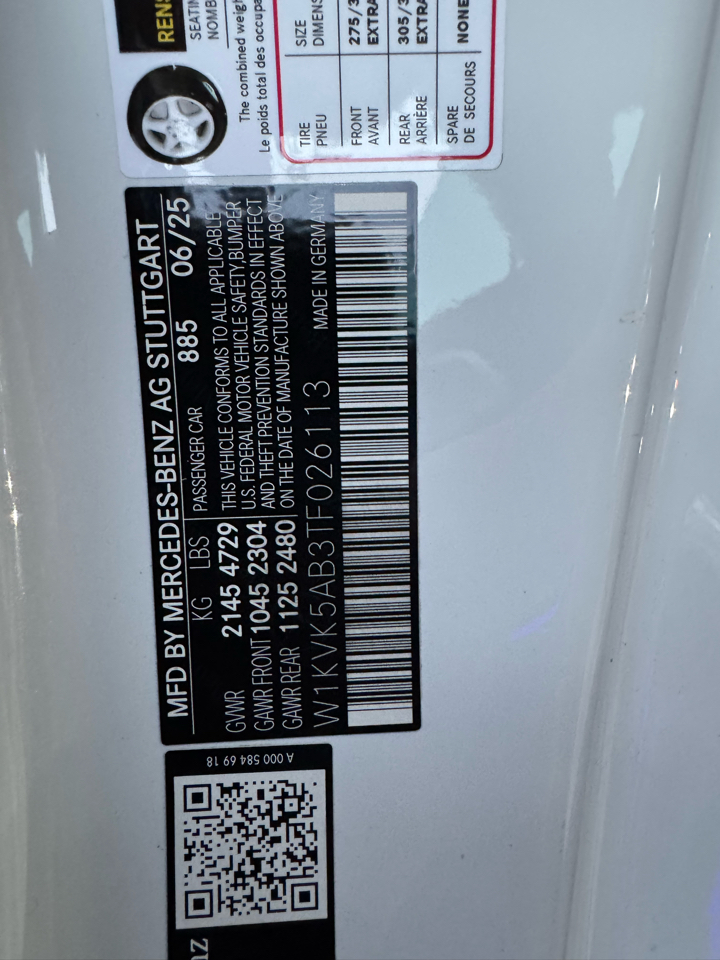 MFD BY MERCEDES-BENZ AG STUTTGART
KG LBS PASSENGER CAR 885 06/25
GVWR 2145 4729
GAWR FRONT 1045 2304
GAWR REAR 1125 2480
THIS VEHICLE CONFORMS TO ALL APPLICABLE
U.S. FEDERAL MOTOR VEHICLE SAFETY,BUMPER
AND THEFT PREVENTION STANDARDS IN EFFECT
ON THE DATE OF MANUFACTURE SHOWN ABOVE
W1KVK5AB3TF026113 MADE IN GERMANY
SEATIN
NOMB
The combined weigh
Le poids total des occupa
TIRE SIZE
PNEU DIMENS
FRONT 275/3
AVANT EXTRA
REAR 305/3
ARRIÈRE EXTRA
SPARE NONE
DE SECOURS
A 000 584 69 18
nz